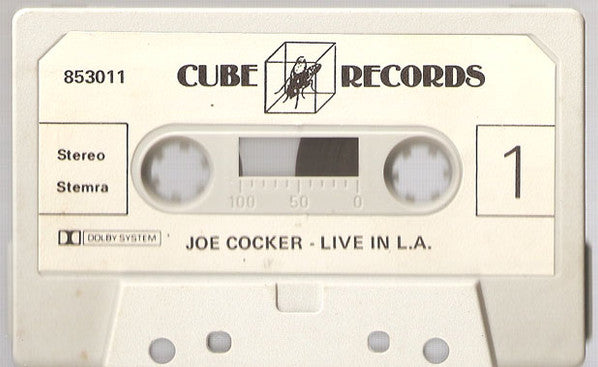 853011
CUBE RECORDS
Stereo
Stemra
1
100 50 0
DOLBY SYSTEM
JOE COCKER - LIVE IN L.A.